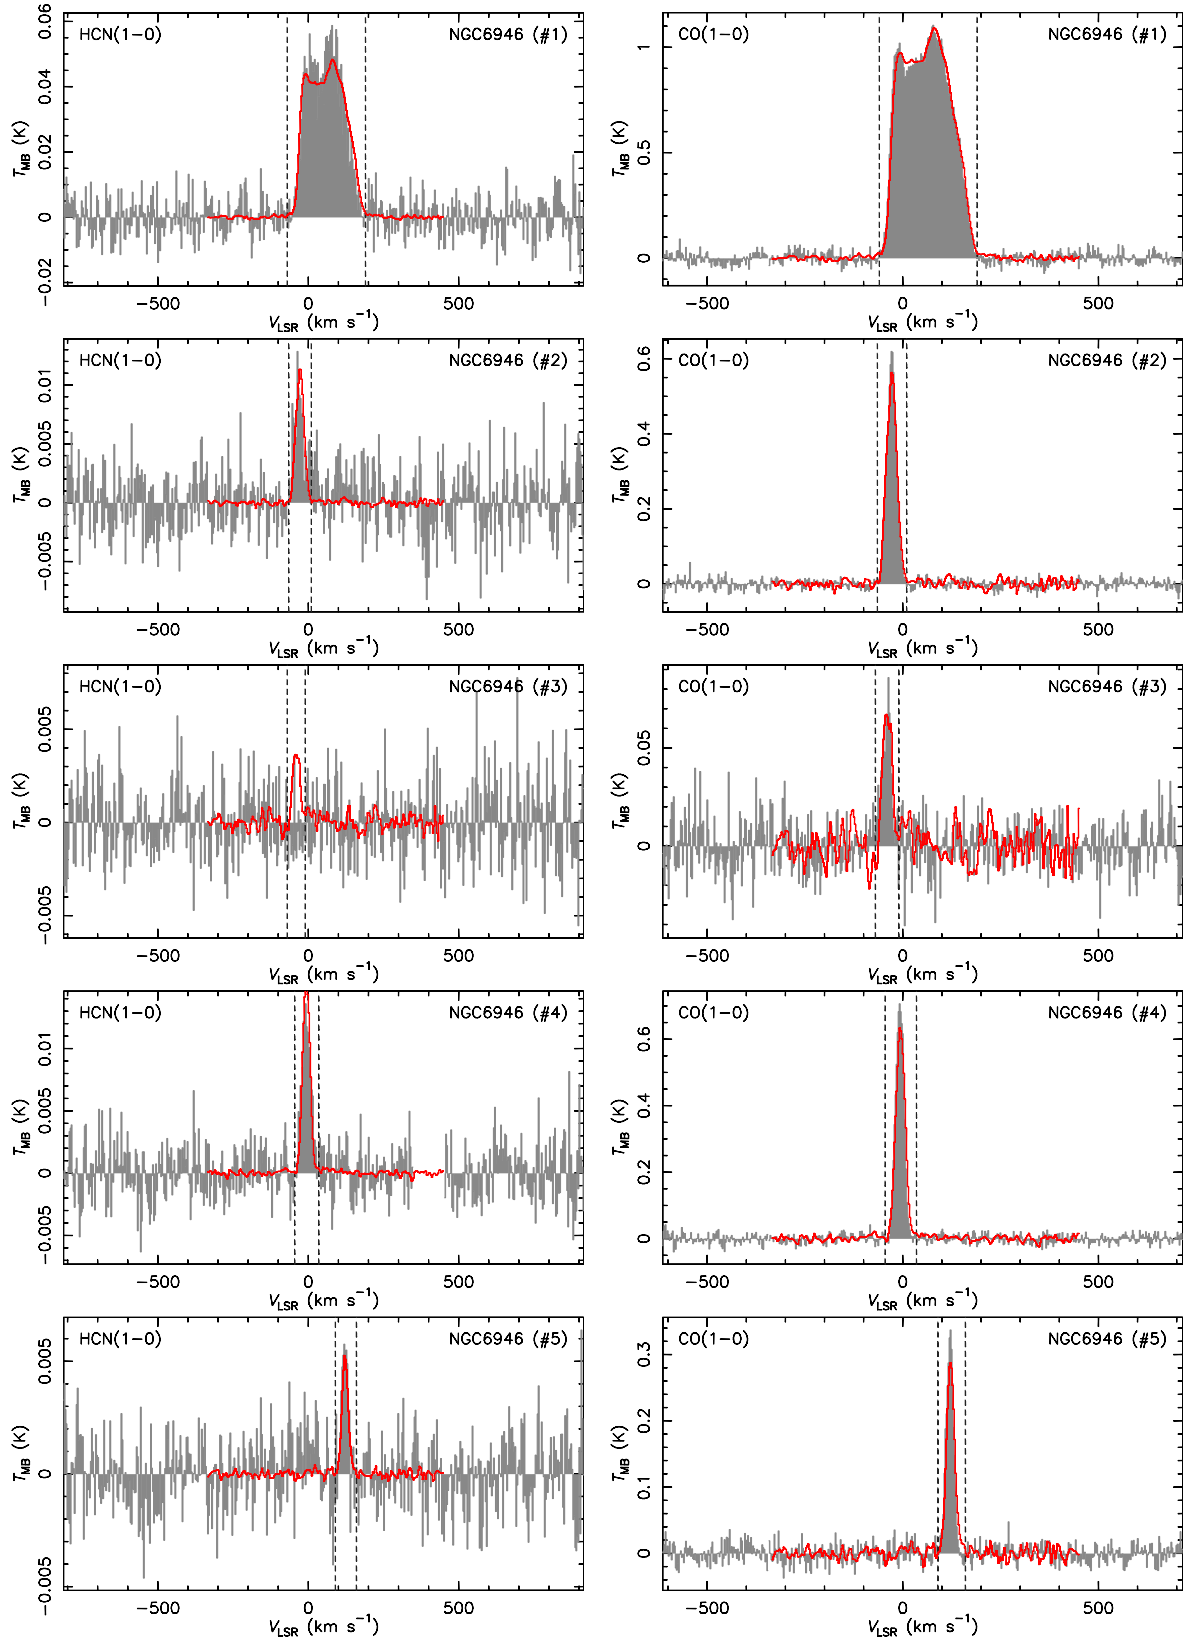 HCN(1−0) NGC6946 (#1)
0.06
0.04
0.02
0
−0.02
T_MB (K)
−500 0 500
V_LSR (km s⁻¹)
CO(1−0) NGC6946 (#1)
1
0.5
0
T_MB (K)
−500 0 500
V_LSR (km s⁻¹)
HCN(1−0) NGC6946 (#2)
0.01
0.005
0
−0.005
T_MB (K)
−500 0 500
V_LSR (km s⁻¹)
CO(1−0) NGC6946 (#2)
0.6
0.4
0.2
0
T_MB (K)
−500 0 500
V_LSR (km s⁻¹)
HCN(1−0) NGC6946 (#3)
0.005
0
−0.005
T_MB (K)
−500 0 500
V_LSR (km s⁻¹)
CO(1−0) NGC6946 (#3)
0.05
0
T_MB (K)
−500 0 500
V_LSR (km s⁻¹)
HCN(1−0) NGC6946 (#4)
0.01
0.005
0
−0.005
T_MB (K)
−500 0 500
V_LSR (km s⁻¹)
CO(1−0) NGC6946 (#4)
0.6
0.4
0.2
0
T_MB (K)
−500 0 500
V_LSR (km s⁻¹)
HCN(1−0) NGC6946 (#5)
0.005
0
−0.005
T_MB (K)
−500 0 500
V_LSR (km s⁻¹)
CO(1−0) NGC6946 (#5)
0.3
0.2
0.1
0
T_MB (K)
−500 0 500
V_LSR (km s⁻¹)